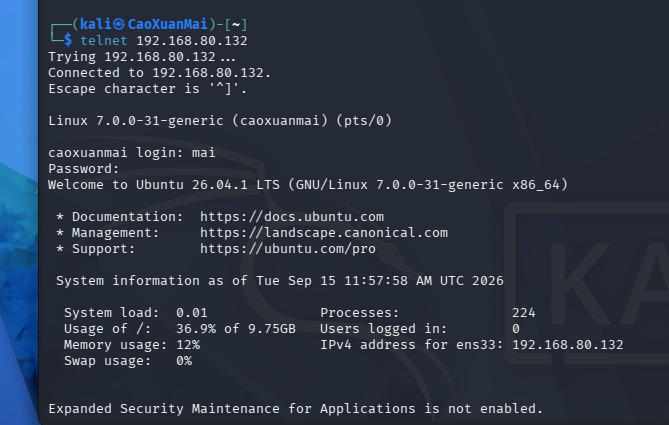 ┌──(kali㉿CaoXuanMai)-[~]
└─$ telnet 192.168.80.132
Trying 192.168.80.132...
Connected to 192.168.80.132.
Escape character is '^]'.

Linux 7.0.0-31-generic (caoxuanmai) (pts/0)

caoxuanmai login: mai
Password:
Welcome to Ubuntu 26.04.1 LTS (GNU/Linux 7.0.0-31-generic x86_64)

 * Documentation:  https://docs.ubuntu.com
 * Management:     https://landscape.canonical.com
 * Support:        https://ubuntu.com/pro

 System information as of Tue Sep 15 11:57:58 AM UTC 2026

  System load:  0.01              Processes:              224
  Usage of /:   36.9% of 9.75GB   Users logged in:        0
  Memory usage: 12%               IPv4 address for ens33: 192.168.80.132
  Swap usage:   0%

Expanded Security Maintenance for Applications is not enabled.
KA